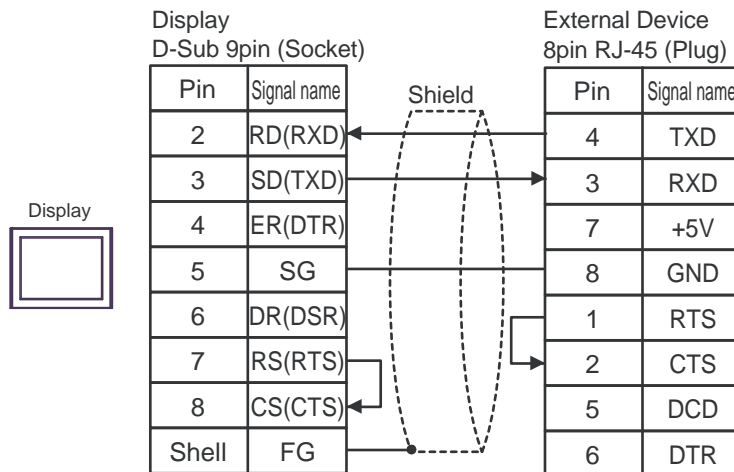 Display
D-Sub 9pin (Socket)
External Device
8pin RJ-45 (Plug)
Pin Signal name
Shield
Pin Signal name
2 RD(RXD)
4 TXD
3 SD(TXD)
3 RXD
Display
4 ER(DTR)
7 +5V
5 SG
8 GND
6 DR(DSR)
1 RTS
7 RS(RTS)
2 CTS
8 CS(CTS)
5 DCD
Shell FG
6 DTR